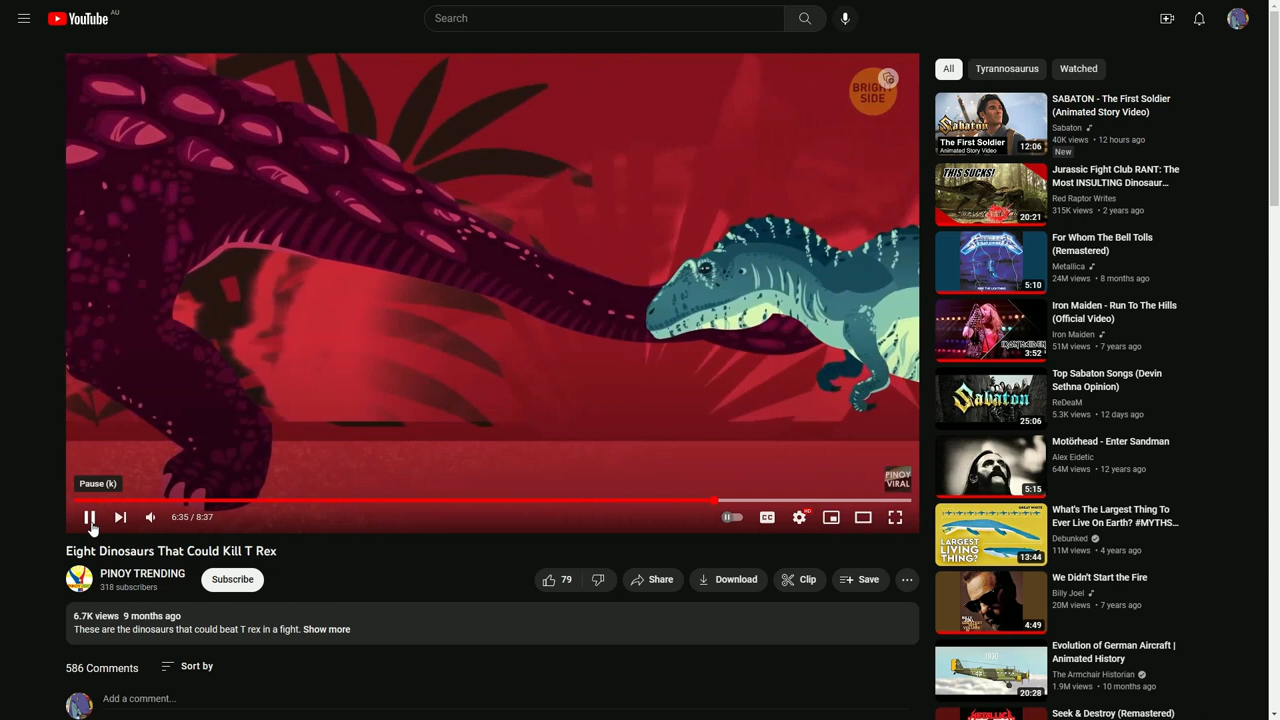 YouTube AU
Search
BRIGHT
SIDE
PINOY
VIRAL
Pause (k)
6:35 / 8:37
HD
CC
Eight Dinosaurs That Could Kill T Rex
PINOY TRENDING
318 subscribers
Subscribe
79
Share
Download
Clip
Save
6.7K views 9 months ago
These are the dinosaurs that could beat T rex in a fight. Show more
586 Comments
Sort by
Add a comment...
All
Tyrannosaurus
Watched
Sabaton
The First Soldier
Animated Story Video
12:06
SABATON - The First Soldier
(Animated Story Video)
Sabaton
40K views • 12 hours ago
New
THIS SUCKS!
20:21
Jurassic Fight Club RANT: The
Most INSULTING Dinosaur...
Red Raptor Writes
315K views • 2 years ago
METALLICA
5:10
For Whom The Bell Tolls
(Remastered)
Metallica
24M views • 8 months ago
IRON MAIDEN
3:52
Iron Maiden - Run To The Hills
(Official Video)
Iron Maiden
51M views • 7 years ago
Sabaton
25:06
Top Sabaton Songs (Devin
Sethna Opinion)
ReDeaM
5.3K views • 12 days ago
5:15
Motörhead - Enter Sandman
Alex Eidetic
64M views • 12 years ago
GREAT WHITE
LARGEST
LIVING
THING?
13:44
What's The Largest Thing To
Ever Live On Earth? #MYTHS...
Debunked
11M views • 4 years ago
4:49
We Didn't Start the Fire
Billy Joel
20M views • 7 years ago
1930
20:28
Evolution of German Aircraft |
Animated History
The Armchair Historian
1.9M views • 10 months ago
Seek & Destroy (Remastered)